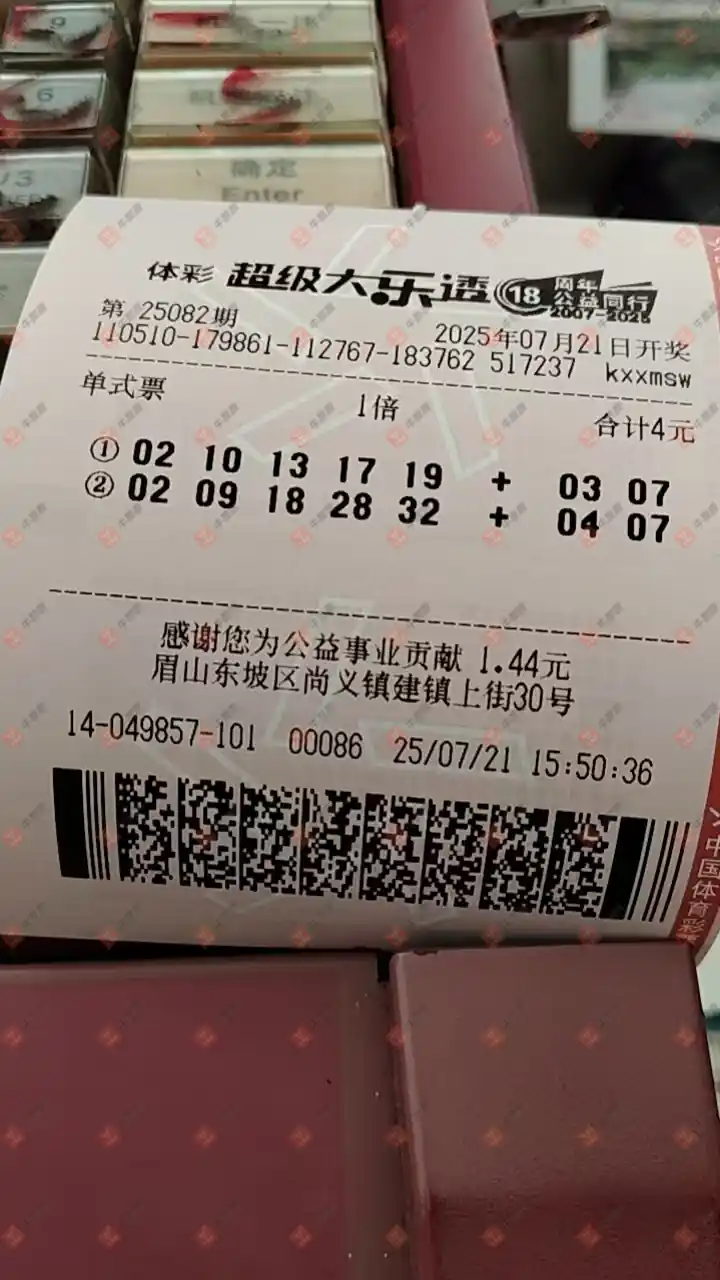 9
6
确定
Enter
体彩 超级大乐透 18 周年 公益同行 2007-2025
第 25082期 2025年07月21日开奖
110510-179861-112767-183762 517237 kxxmsw
单式票 1倍 合计4元
① 02 10 13 17 19 + 03 07
② 02 09 18 28 32 + 04 07
感谢您为公益事业贡献 1.44元
眉山东坡区尚义镇建镇上街30号
14-049857-101 00086 25/07/21 15:50:36
中国体育彩